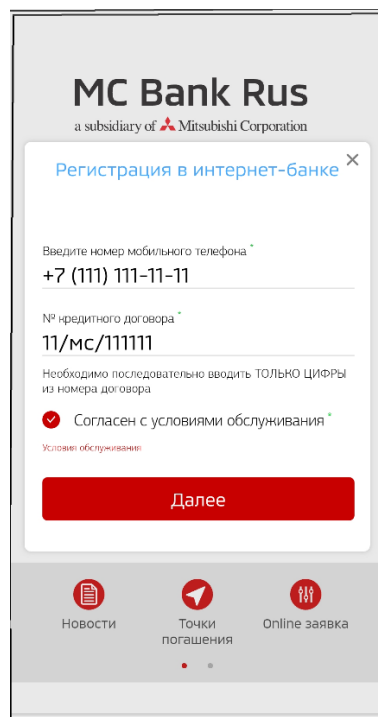 MC Bank Rus
a subsidiary of Mitsubishi Corporation
Регистрация в интернет-банке
Введите номер мобильного телефона *
+7 (111) 111-11-11
№ кредитного договора *
11/мс/111111
Необходимо последовательно вводить ТОЛЬКО ЦИФРЫ
из номера договора
Согласен с условиями обслуживания *
Условия обслуживания
Далее
Новости
Точки
погашения
Online заявка